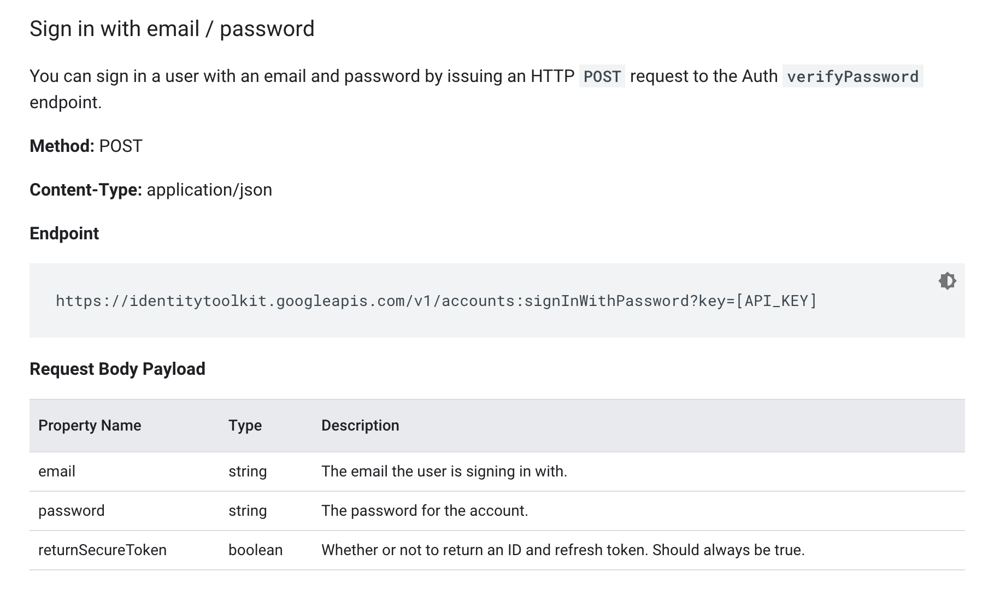 Sign in with email / password
You can sign in a user with an email and password by issuing an HTTP POST request to the Auth verifyPassword
endpoint.
Method: POST
Content-Type: application/json
Endpoint
https://identitytoolkit.googleapis.com/v1/accounts:signInWithPassword?key=[API_KEY]
Request Body Payload
Property Name Type Description
email string The email the user is signing in with.
password string The password for the account.
returnSecureToken boolean Whether or not to return an ID and refresh token. Should always be true.